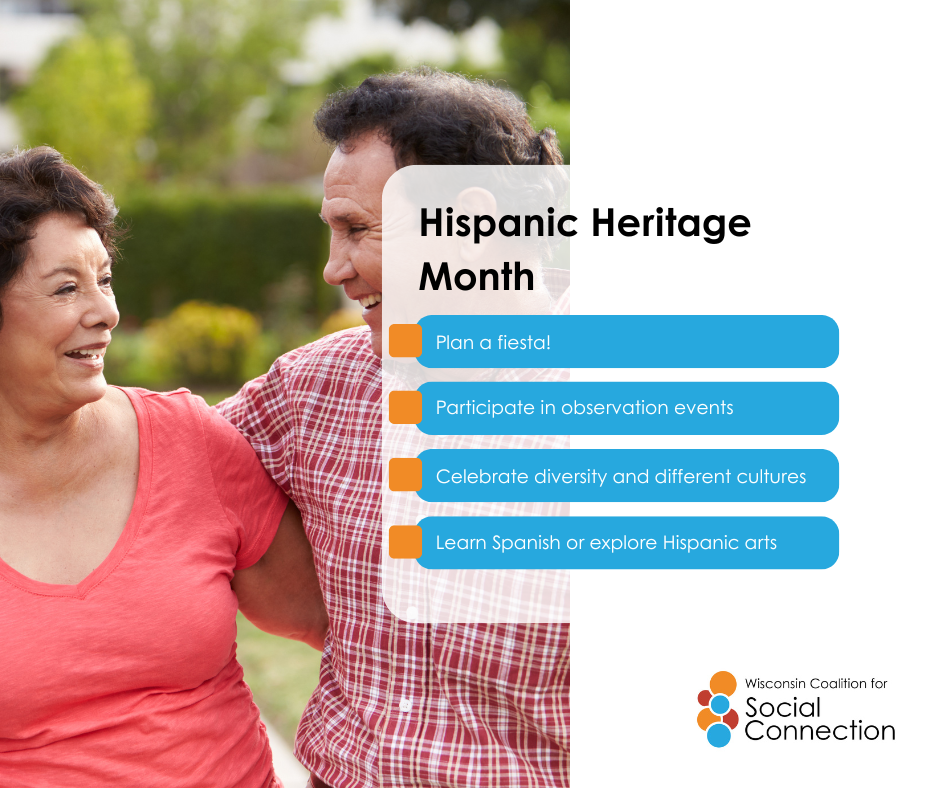 Hispanic Heritage
Month
Plan a fiesta!
Participate in observation events
Celebrate diversity and different cultures
Learn Spanish or explore Hispanic arts
Wisconsin Coalition for
Social
Connection